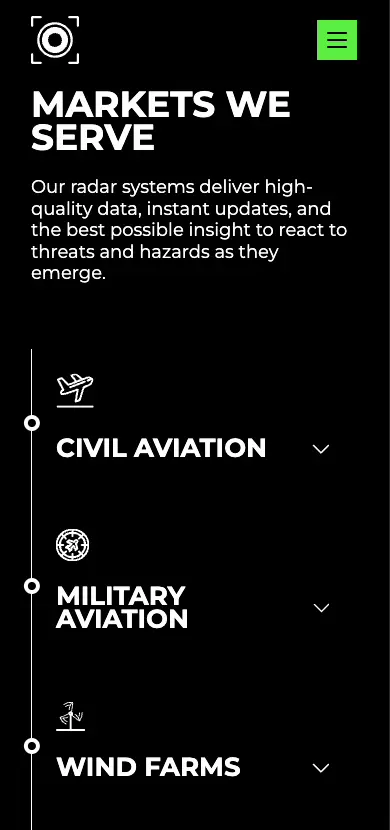 MARKETS WE
SERVE
Our radar systems deliver high-
quality data, instant updates, and
the best possible insight to react to
threats and hazards as they
emerge.
CIVIL AVIATION
MILITARY
AVIATION
WIND FARMS